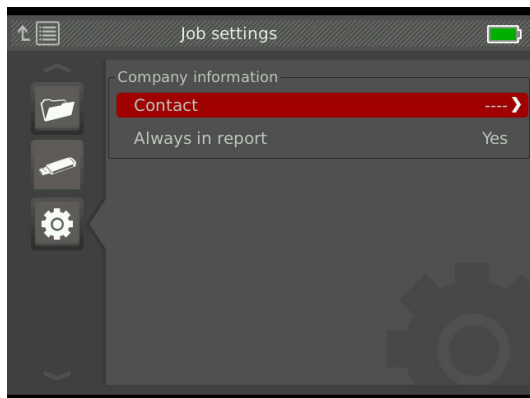 Job settings
Company information
Contact ----
Always in report Yes